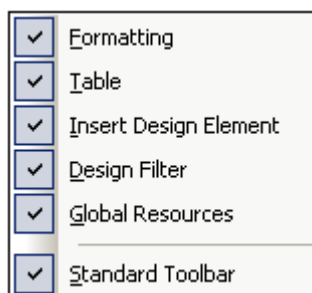 Formatting
Table
Insert Design Element
Design Filter
Global Resources
Standard Toolbar